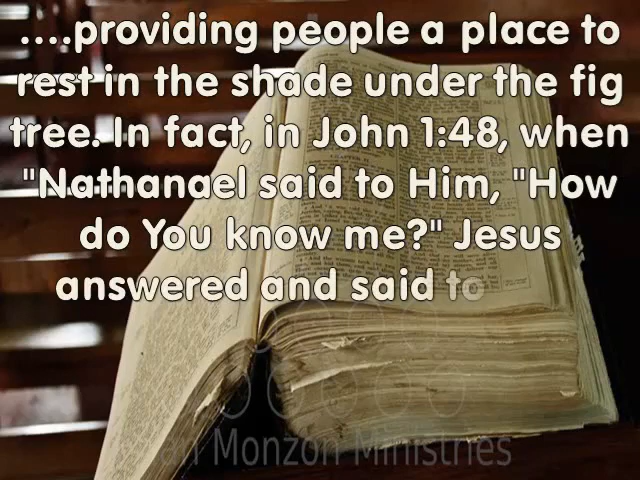 ....providing people a place to
rest in the shade under the fig
tree. In fact, in John 1:48, when
"Nathanael said to Him, "How
do You know me?" Jesus
answered and said to
Monzon Ministries